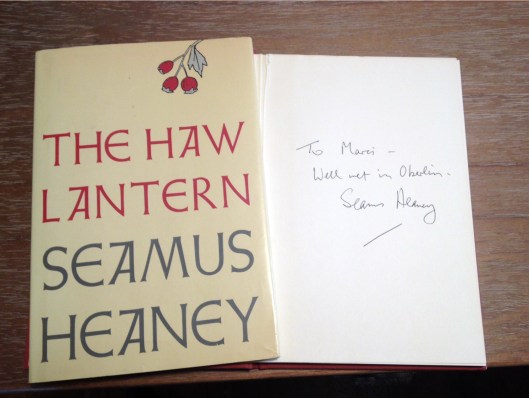 THE HAW
LANTERN
SEAMUS
HEANEY
To Marci –
Well met in Oberlin.
Seamus Heaney